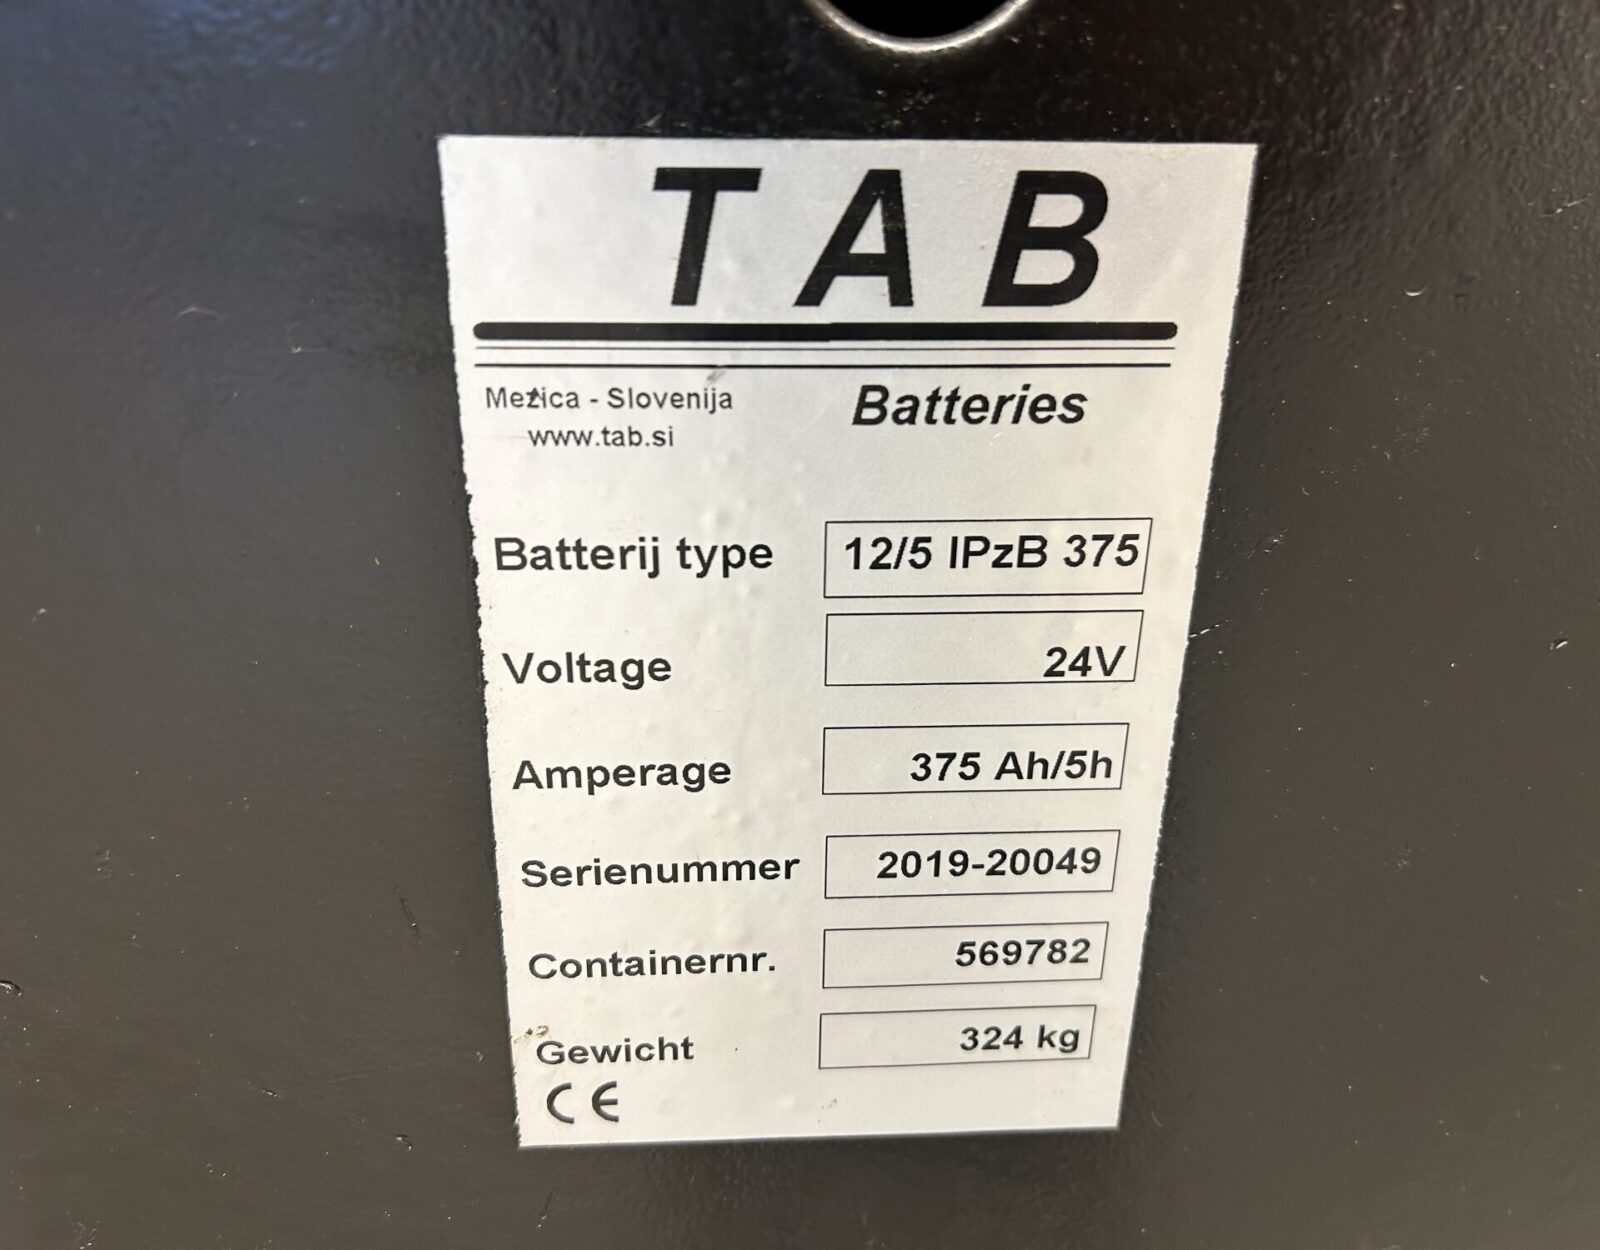 TAB
Mežica - Slovenija
Batteries
www.tab.si
Batterij type 12/5 IPzB 375
Voltage 24V
Amperage 375 Ah/5h
Serienummer 2019-20049
Containernr. 569782
Gewicht 324 kg
CE